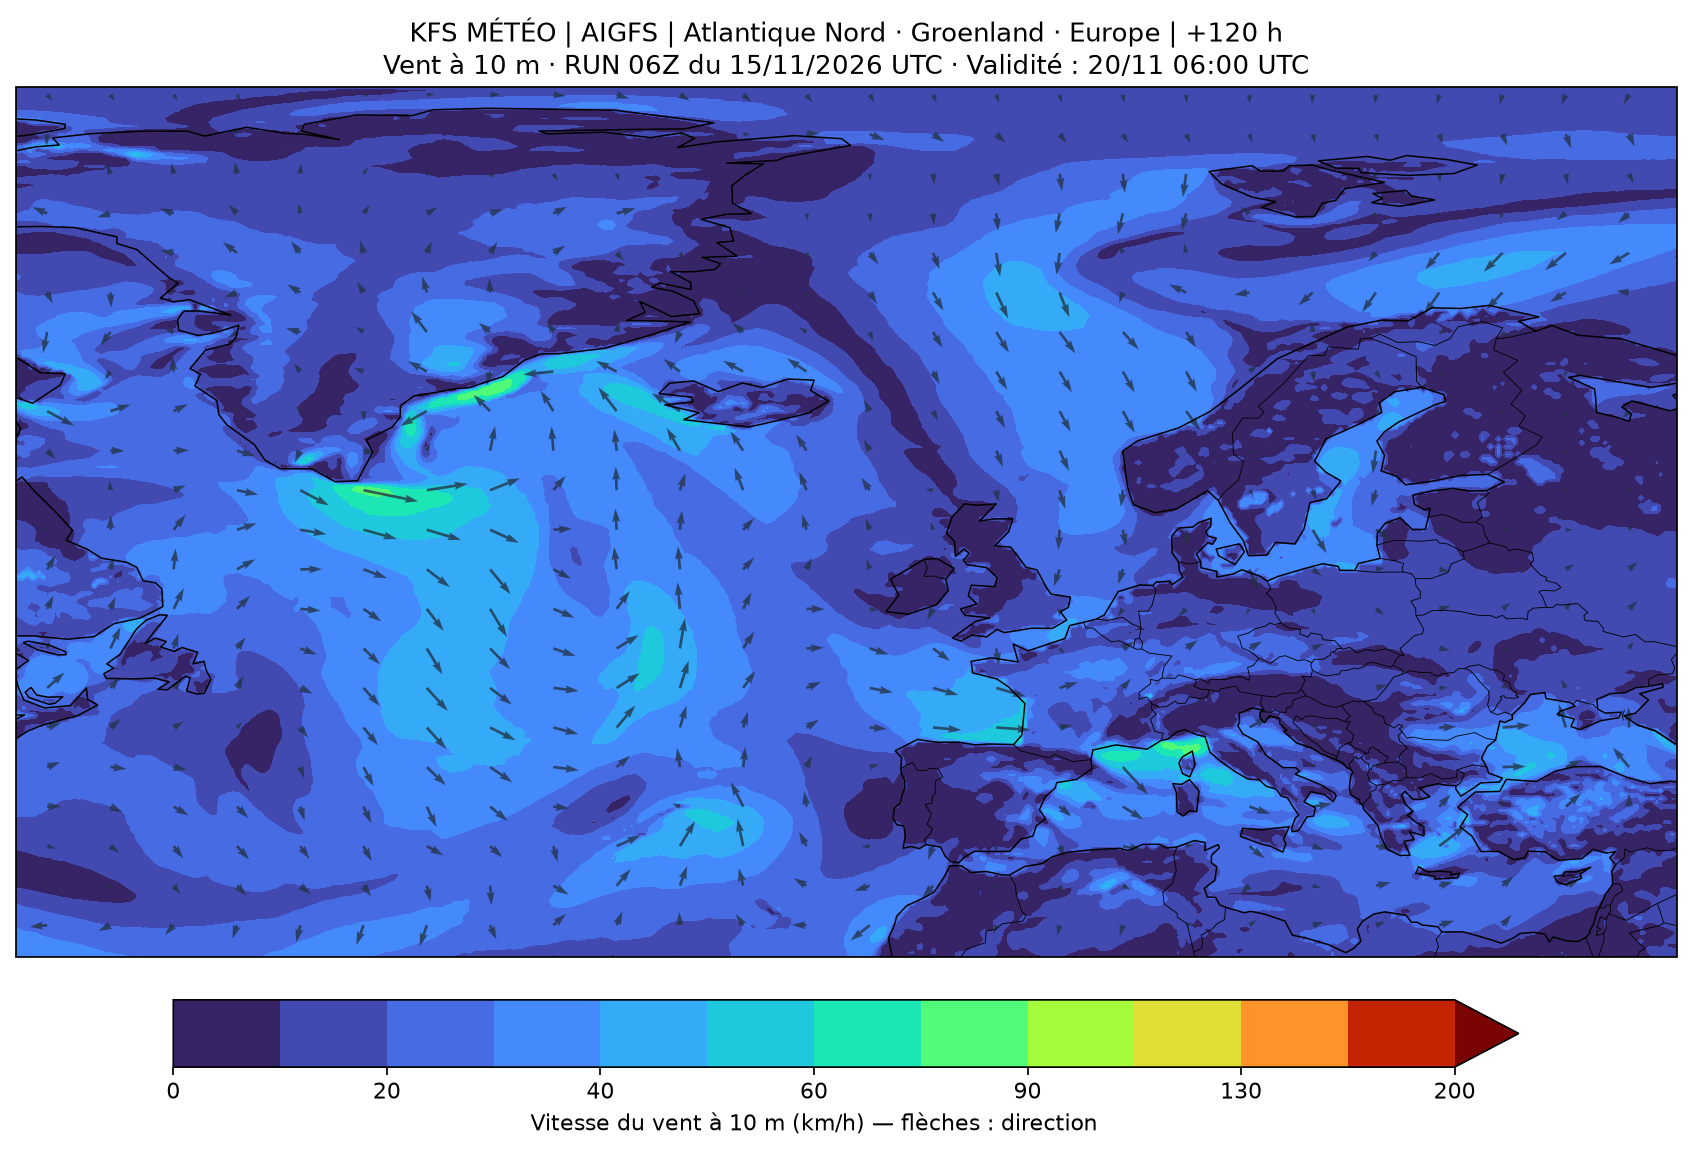 KFS MÉTÉO | AIGFS | Atlantique Nord · Groenland · Europe | +120 h
Vent à 10 m · RUN 06Z du 15/11/2026 UTC · Validité : 20/11 06:00 UTC
0 20 40 60 90 130 200
Vitesse du vent à 10 m (km/h) — flèches : direction